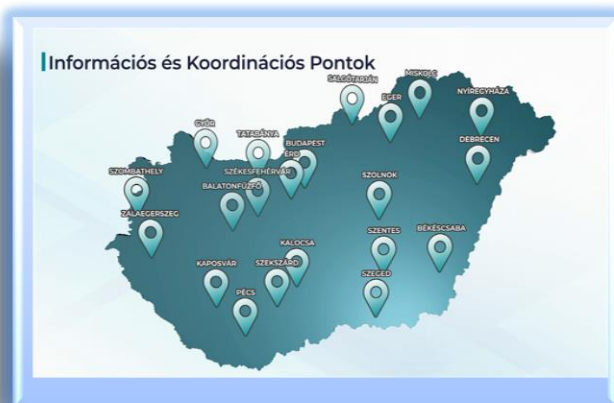 Információs és Koordinációs Pontok
SALGÓTARJÁN
MISKOLC
EGER
NYÍREGYHÁZA
GYŐR
TATABÁNYA
BUDAPEST
ÉRD
DEBRECEN
SZOMBATHELY
SZÉKESFEHÉRVÁR
BALATONFŰZFŐ
SZOLNOK
ZALAEGERSZEG
KALOCSA
SZENTES
BÉKÉSCSABA
KAPOSVÁR
SZEKSZÁRD
SZEGED
PÉCS